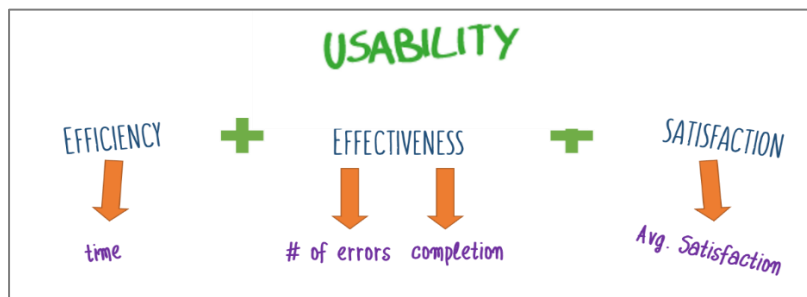 USABILITY
EFFICIENCY + EFFECTIVENESS + SATISFACTION
time # of errors completion Avg. Satisfaction